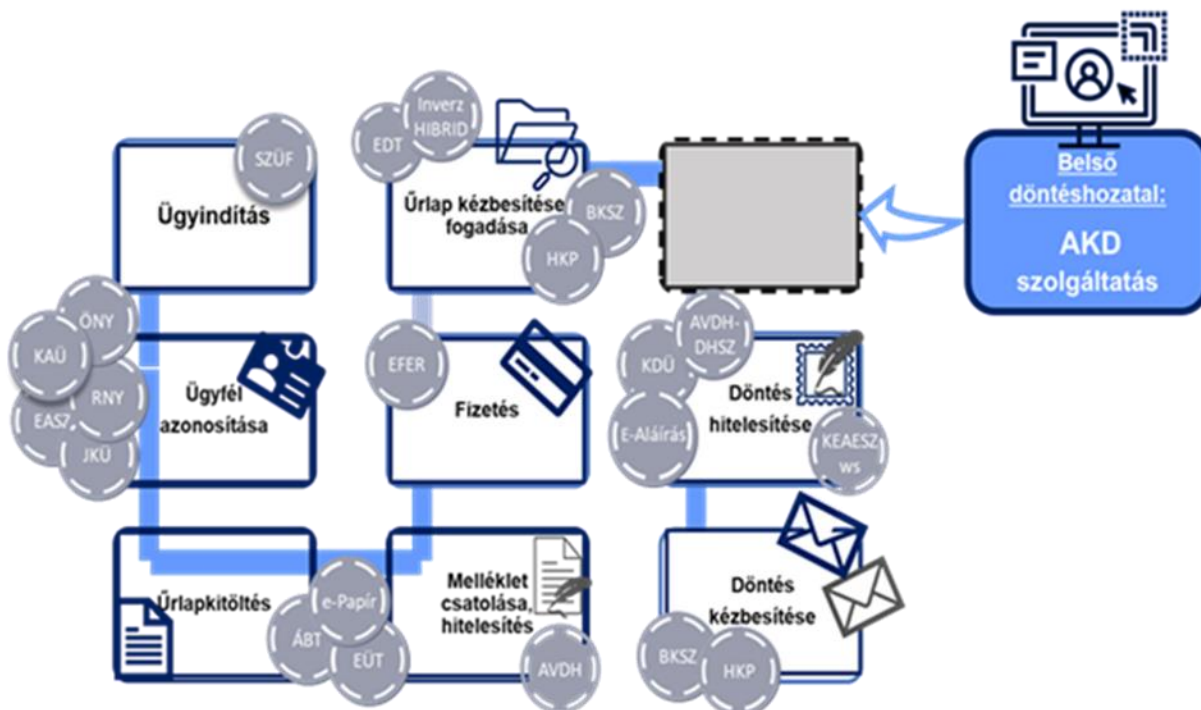 Ügyindítás
SZÜF
ÖNY
KAÜ
RNY
EASZ
JKÜ
Ügyfél
azonosítása
Űrlapkitöltés
ÁBT
e-Papír
EÜT
Melléklet
csatolása,
hitelesítés
AVDH
EFER
Fizetés
EDT
Inverz
HIBRID
Űrlap kézbesítése
fogadása
BKSZ
HKP
Belső
döntéshozatal:
AKD
szolgáltatás
AVDH-
DHSZ
KDÜ
E-Aláírás
Döntés
hitelesítése
KEAESZ
ws
Döntés
kézbesítése
BKSZ
HKP